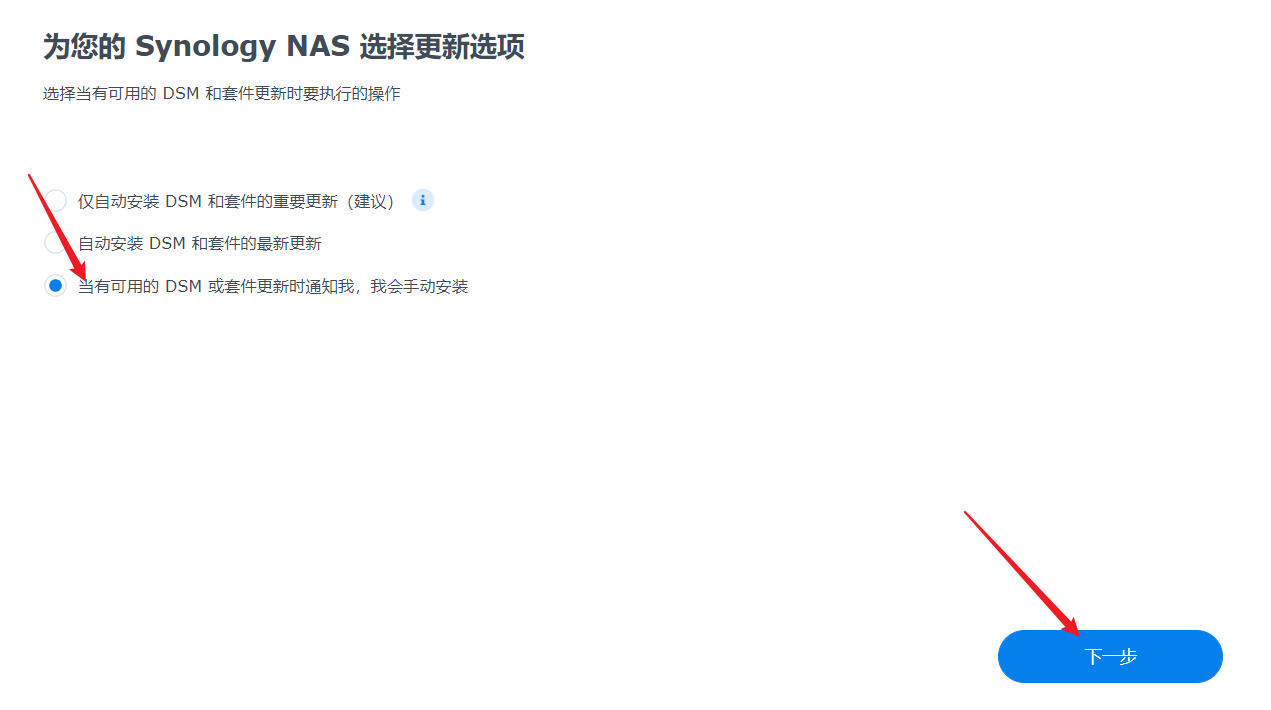 为您的 Synology NAS 选择更新选项
选择当有可用的 DSM 和套件更新时要执行的操作
仅自动安装 DSM 和套件的重要更新（建议）
自动安装 DSM 和套件的最新更新
当有可用的 DSM 或套件更新时通知我，我会手动安装
下一步